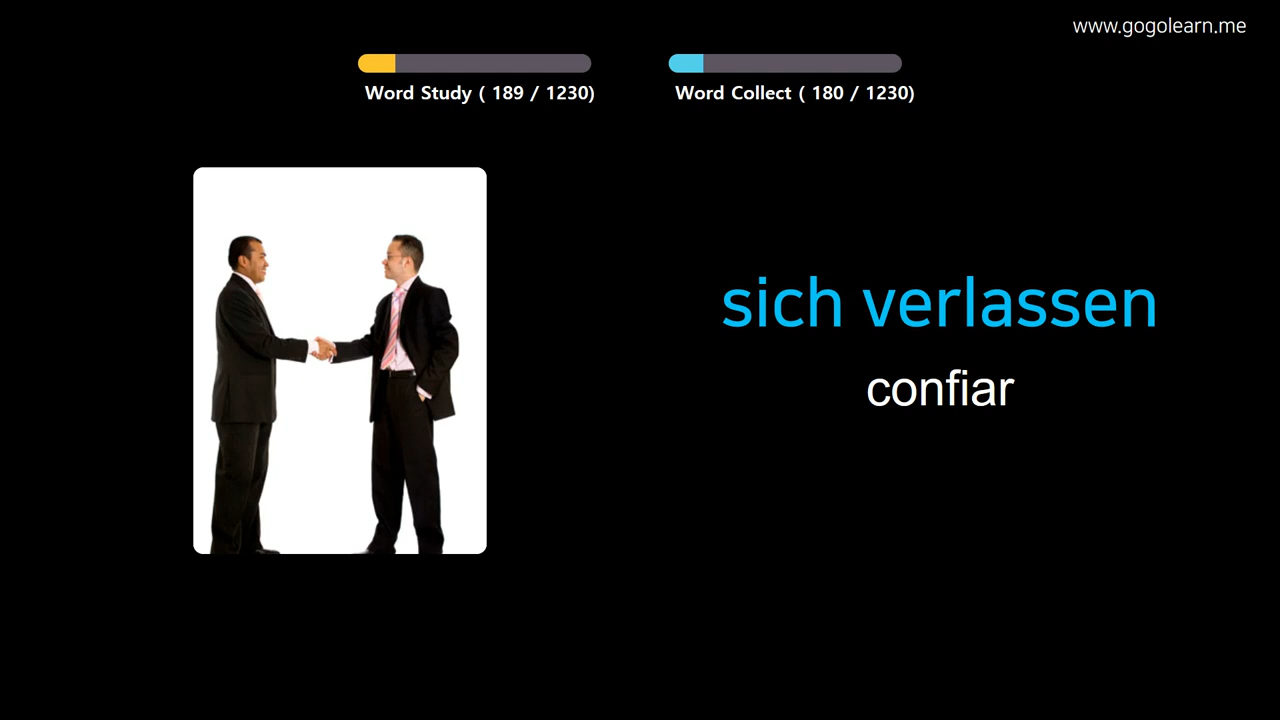 www.gogolearn.me
Word Study ( 189 / 1230)
Word Collect ( 180 / 1230)
sich verlassen
confiar